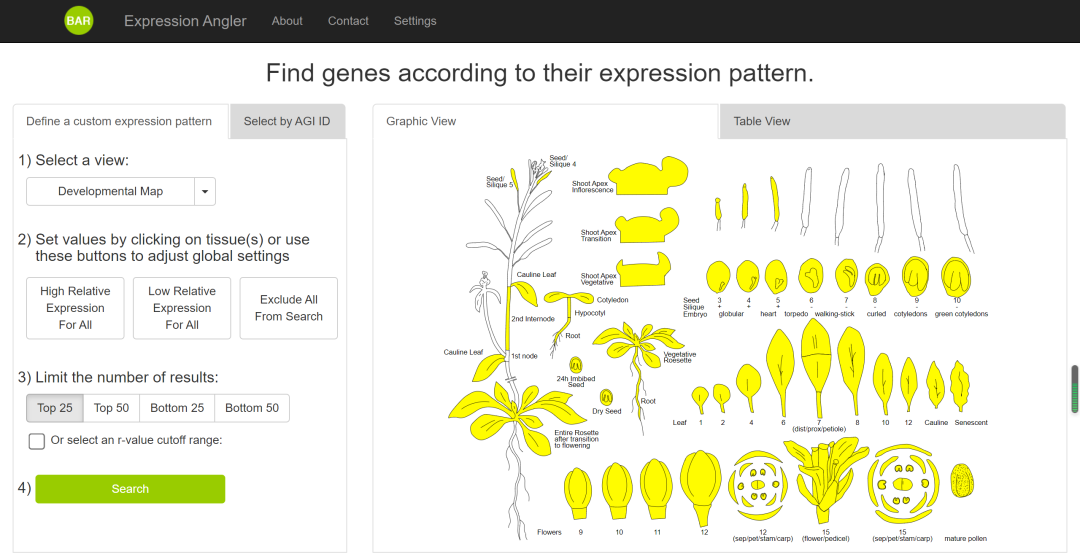 BAR Expression Angler About Contact Settings
Find genes according to their expression pattern.
Define a custom expression pattern
Select by AGI ID
1) Select a view:
Developmental Map
2) Set values by clicking on tissue(s) or use
these buttons to adjust global settings
High Relative
Expression
For All
Low Relative
Expression
For All
Exclude All
From Search
3) Limit the number of results:
Top 25 Top 50 Bottom 25 Bottom 50
Or select an r-value cutoff range:
4) Search
Graphic View
Table View
Seed/
Silique 4
Seed/
Silique 5
Shoot Apex
Inflorescence
Shoot Apex
Transition
Shoot Apex
Vegetative
Cauline Leaf
Cotyledon
Hypocotyl
2nd Internode
Root
Cauline Leaf
1st node
Vegetative
Roesette
24h Imbibed
Seed
Dry Seed
Root
Entire Rosette
after transition
to flowering
Seed 3 4 5 6 7 8 9 10
Silique + + + - - - - -
Embryo globular heart torpedo walking-stick curled cotyledons green cotyledons
Leaf 1 2 4 6 7 8 10 12 Cauline Senescent
(dist/prox/petiole)
Flowers 9 10 11 12 12 15 15
(sep/pet/stam/carp) (flower/pedicel) (sep/pet/stam/carp) mature pollen